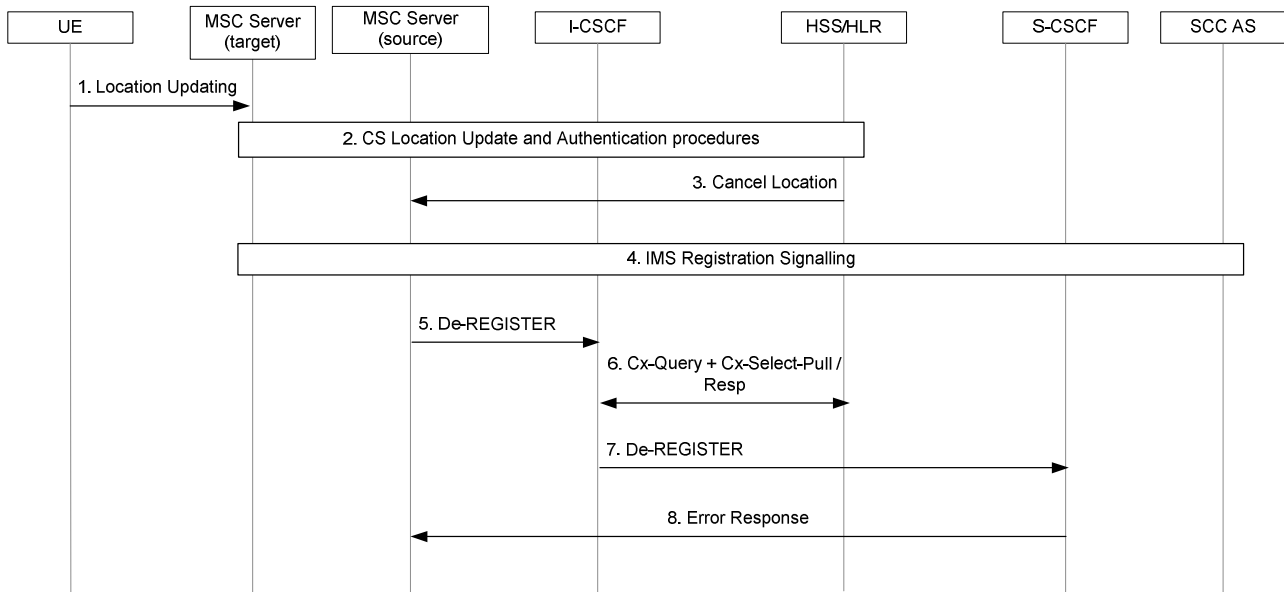 UE
MSC Server
(target)
MSC Server
(source)
I-CSCF
HSS/HLR
S-CSCF
SCC AS
1. Location Updating
2. CS Location Update and Authentication procedures
3. Cancel Location
4. IMS Registration Signalling
5. De-REGISTER
6. Cx-Query + Cx-Select-Pull /
Resp
7. De-REGISTER
8. Error Response